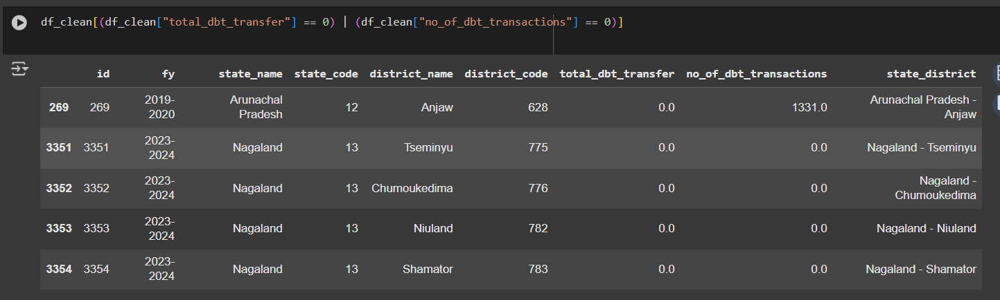 df_clean[(df_clean["total_dbt_transfer"] == 0) | (df_clean["no_of_dbt_transactions"] == 0)]
id fy state_name state_code district_name district_code total_dbt_transfer no_of_dbt_transactions state_district
269 269 2019-2020 Arunachal Pradesh 12 Anjaw 628 0.0 1331.0 Arunachal Pradesh - Anjaw
3351 3351 2023-2024 Nagaland 13 Tseminyu 775 0.0 0.0 Nagaland - Tseminyu
3352 3352 2023-2024 Nagaland 13 Chumoukedima 776 0.0 0.0 Nagaland - Chumoukedima
3353 3353 2023-2024 Nagaland 13 Niuland 782 0.0 0.0 Nagaland - Niuland
3354 3354 2023-2024 Nagaland 13 Shamator 783 0.0 0.0 Nagaland - Shamator